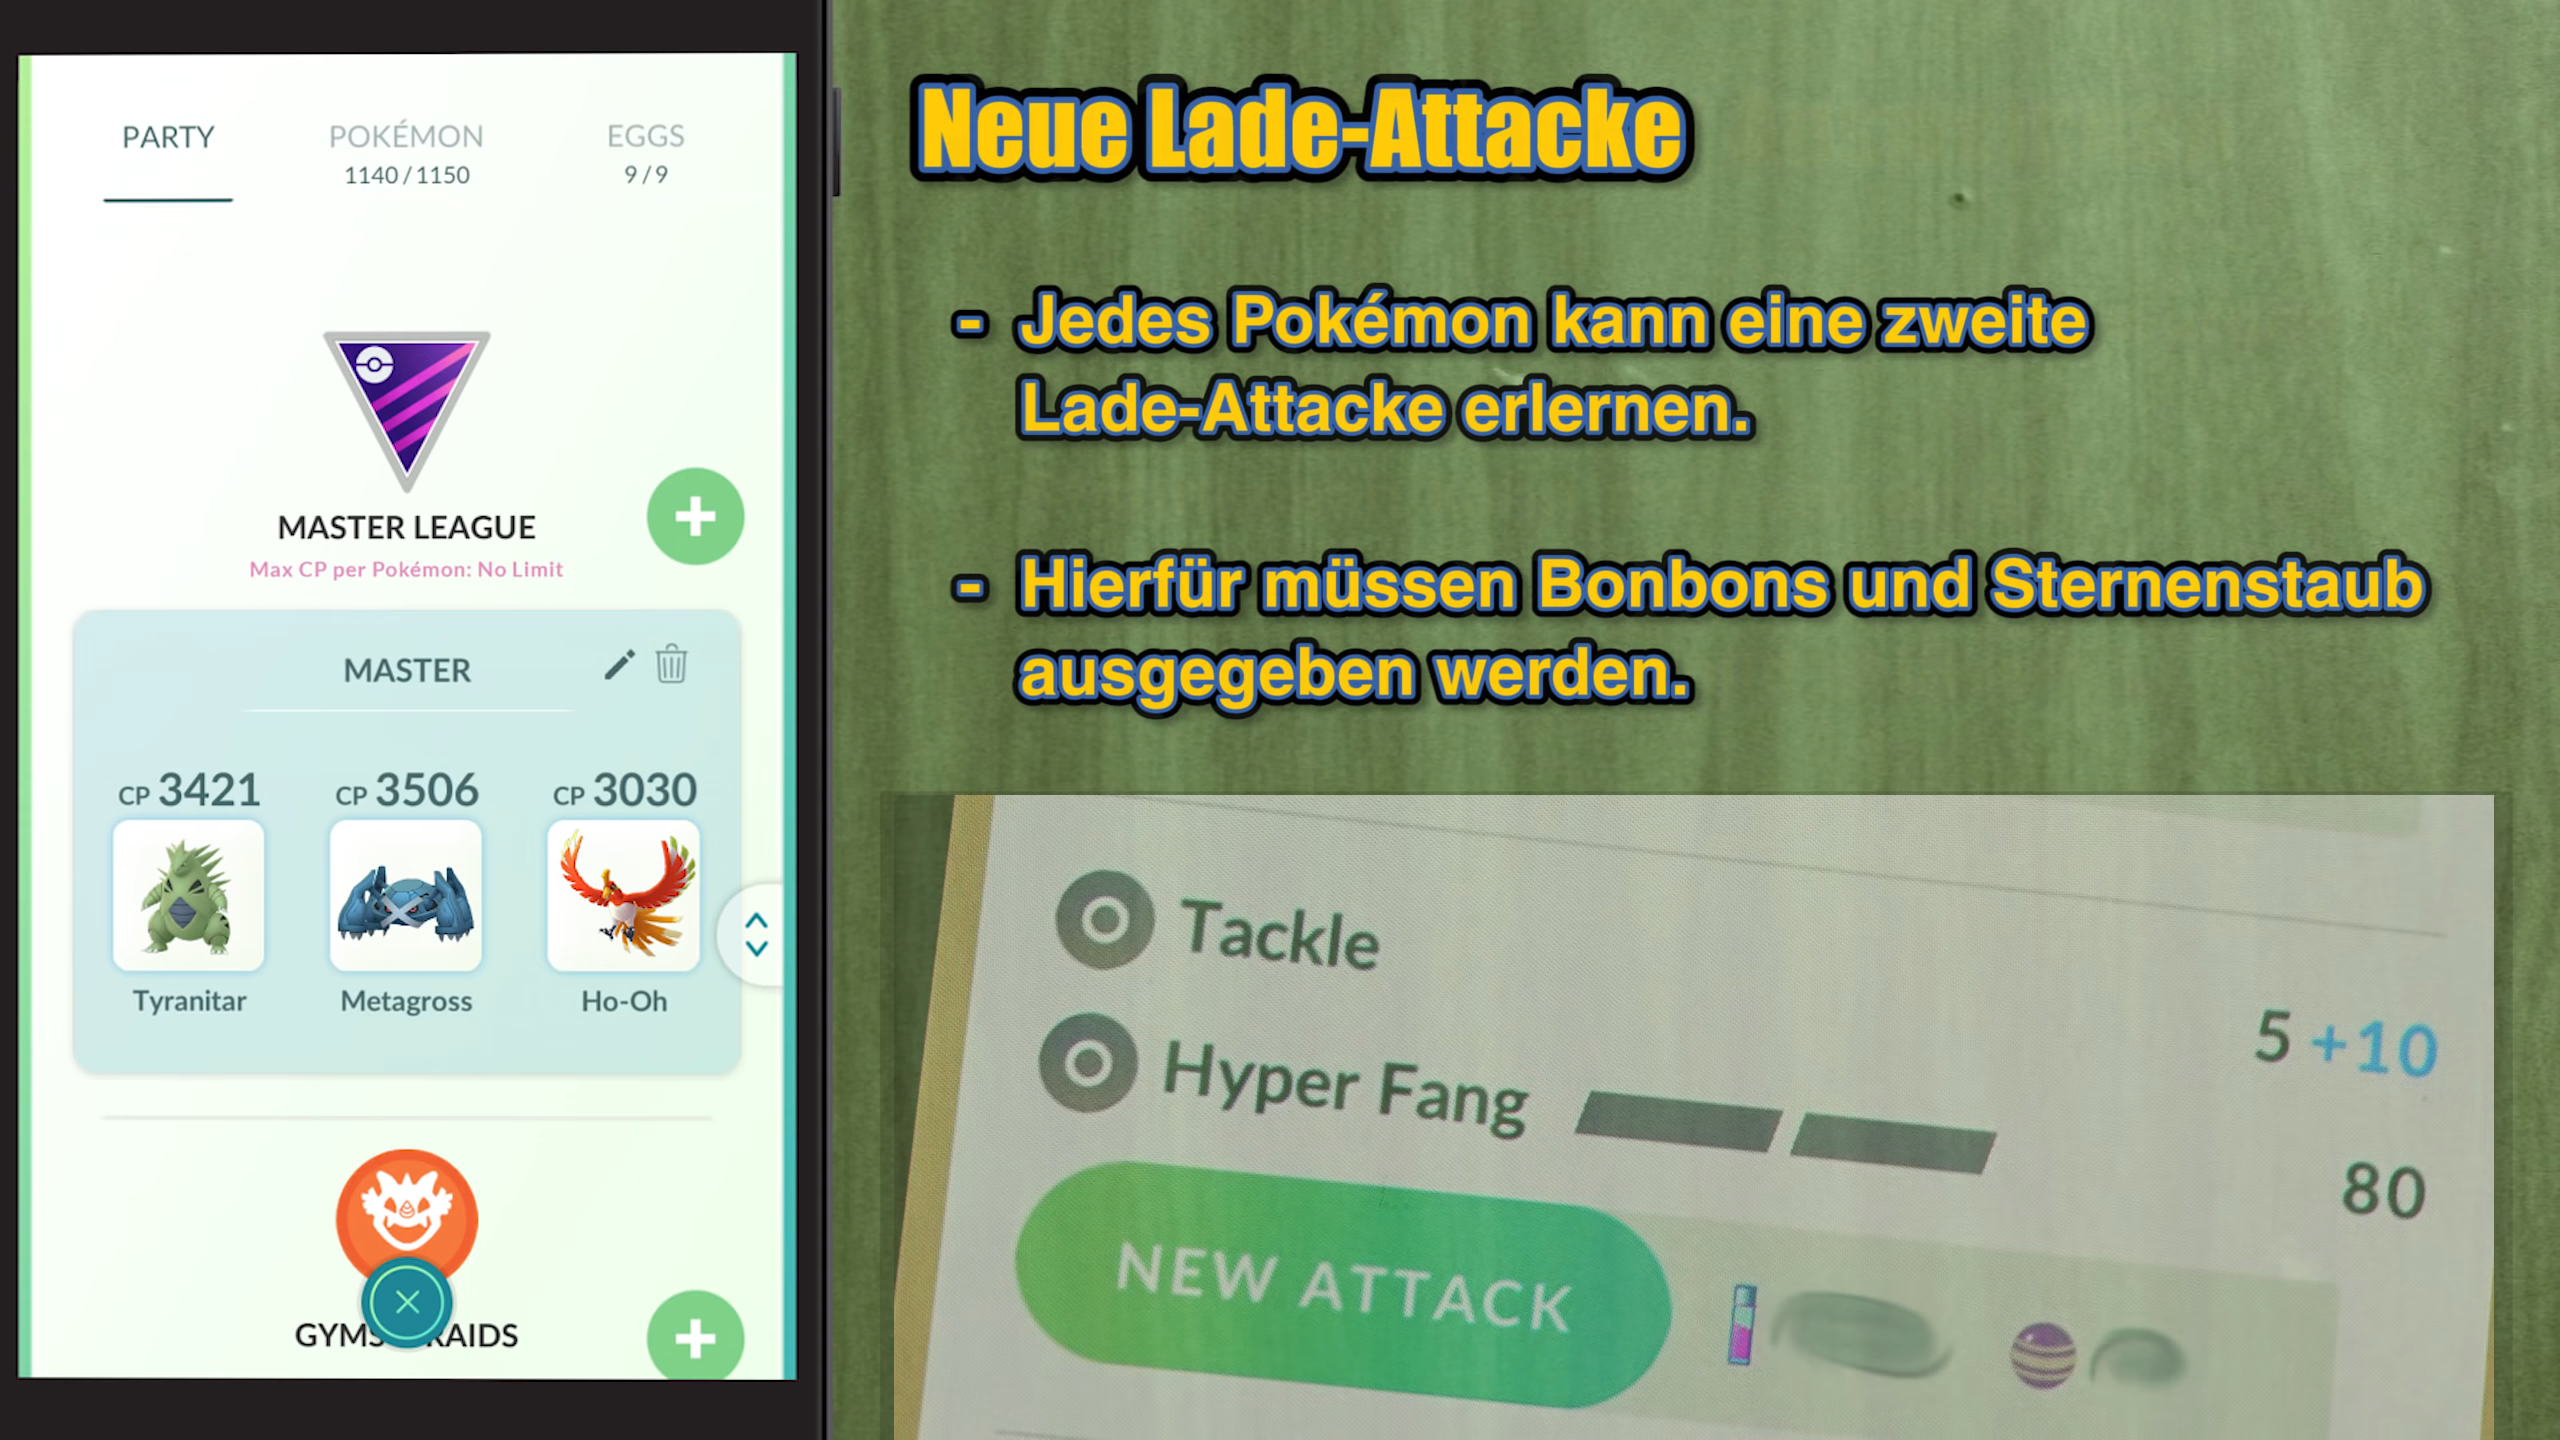 PARTY
POKÉMON
EGGS
1140 / 1150
9 / 9
MASTER LEAGUE
Max CP per Pokémon: No Limit
MASTER
CP 3421
CP 3506
CP 3030
Tyranitar
Metagross
Ho-Oh
Neue Lade-Attacke
- Jedes Pokémon kann eine zweite
Lade-Attacke erlernen.
- Hierfür müssen Bonbons und Sternenstaub
ausgegeben werden.
Tackle
5 +10
Hyper Fang
80
NEW ATTACK